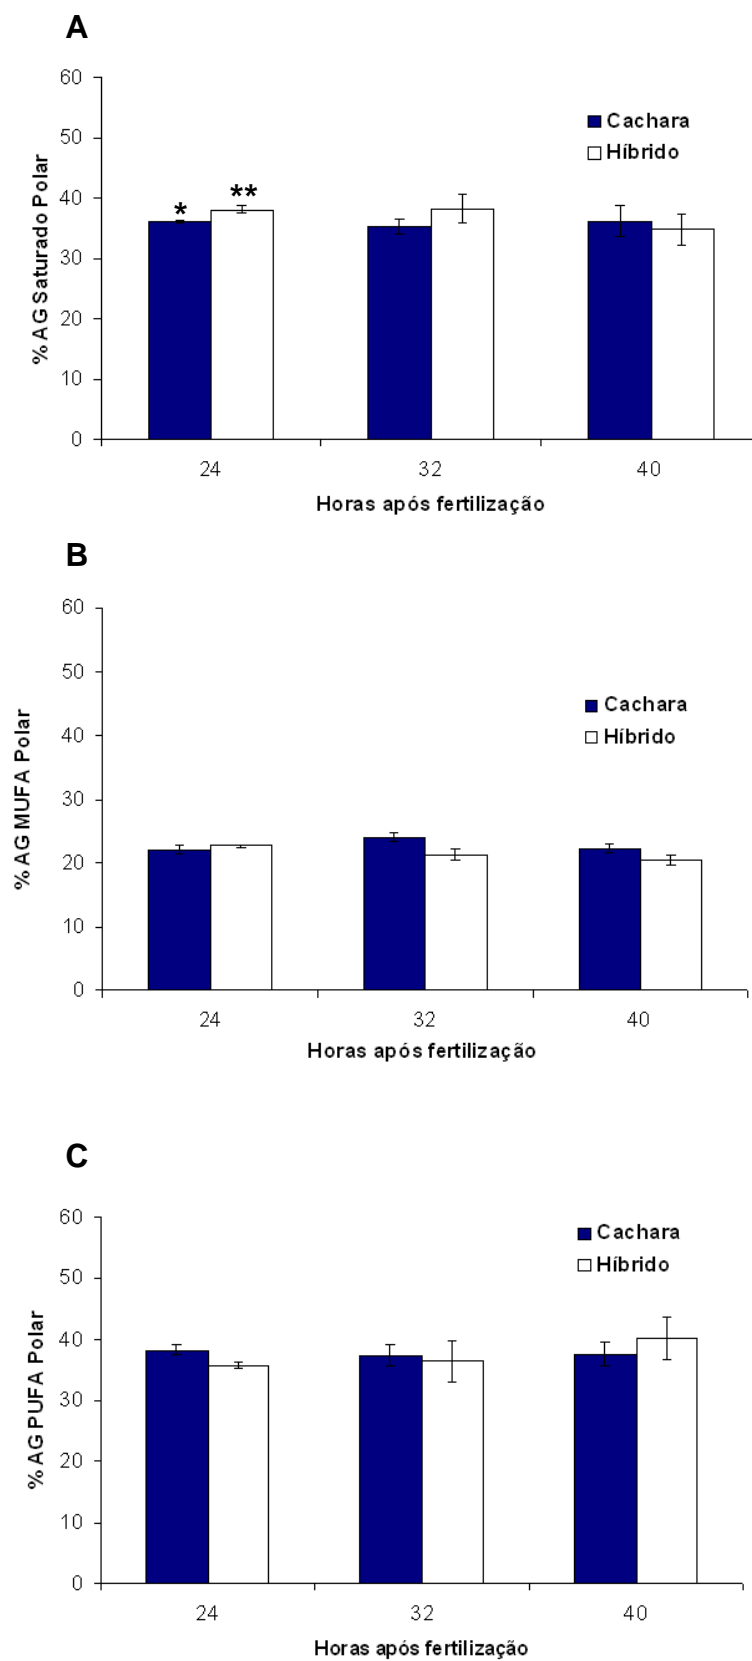 A
60
50
40
30
20
10
0
% AG Saturado Polar
* **
Cachara
Híbrido
24 32 40
Horas após fertilização
B
60
50
40
30
20
10
0
% AG MUFA Polar
Cachara
Híbrido
24 32 40
Horas após fertilização
C
60
50
40
30
20
10
0
% AG PUFA Polar
Cachara
Híbrido
24 32 40
Horas após fertilização